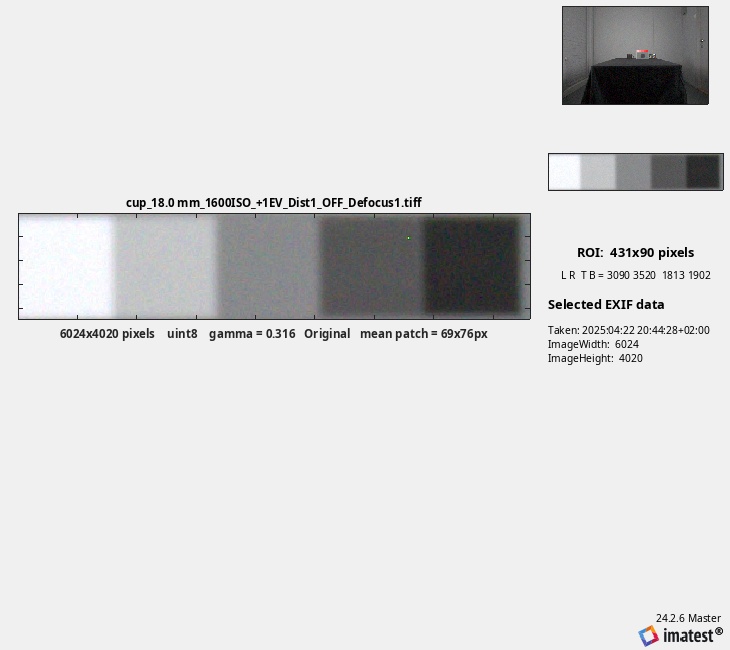 cup_18.0 mm_1600ISO_+1EV_Dist1_OFF_Defocus1.tiff
6024x4020 pixels uint8 gamma = 0.316 Original mean patch = 69x76px
ROI: 431x90 pixels
L R T B = 3090 3520 1813 1902
Selected EXIF data
Taken: 2025:04:22 20:44:28+02:00
ImageWidth: 6024
ImageHeight: 4020
24.2.6 Master
imatest®